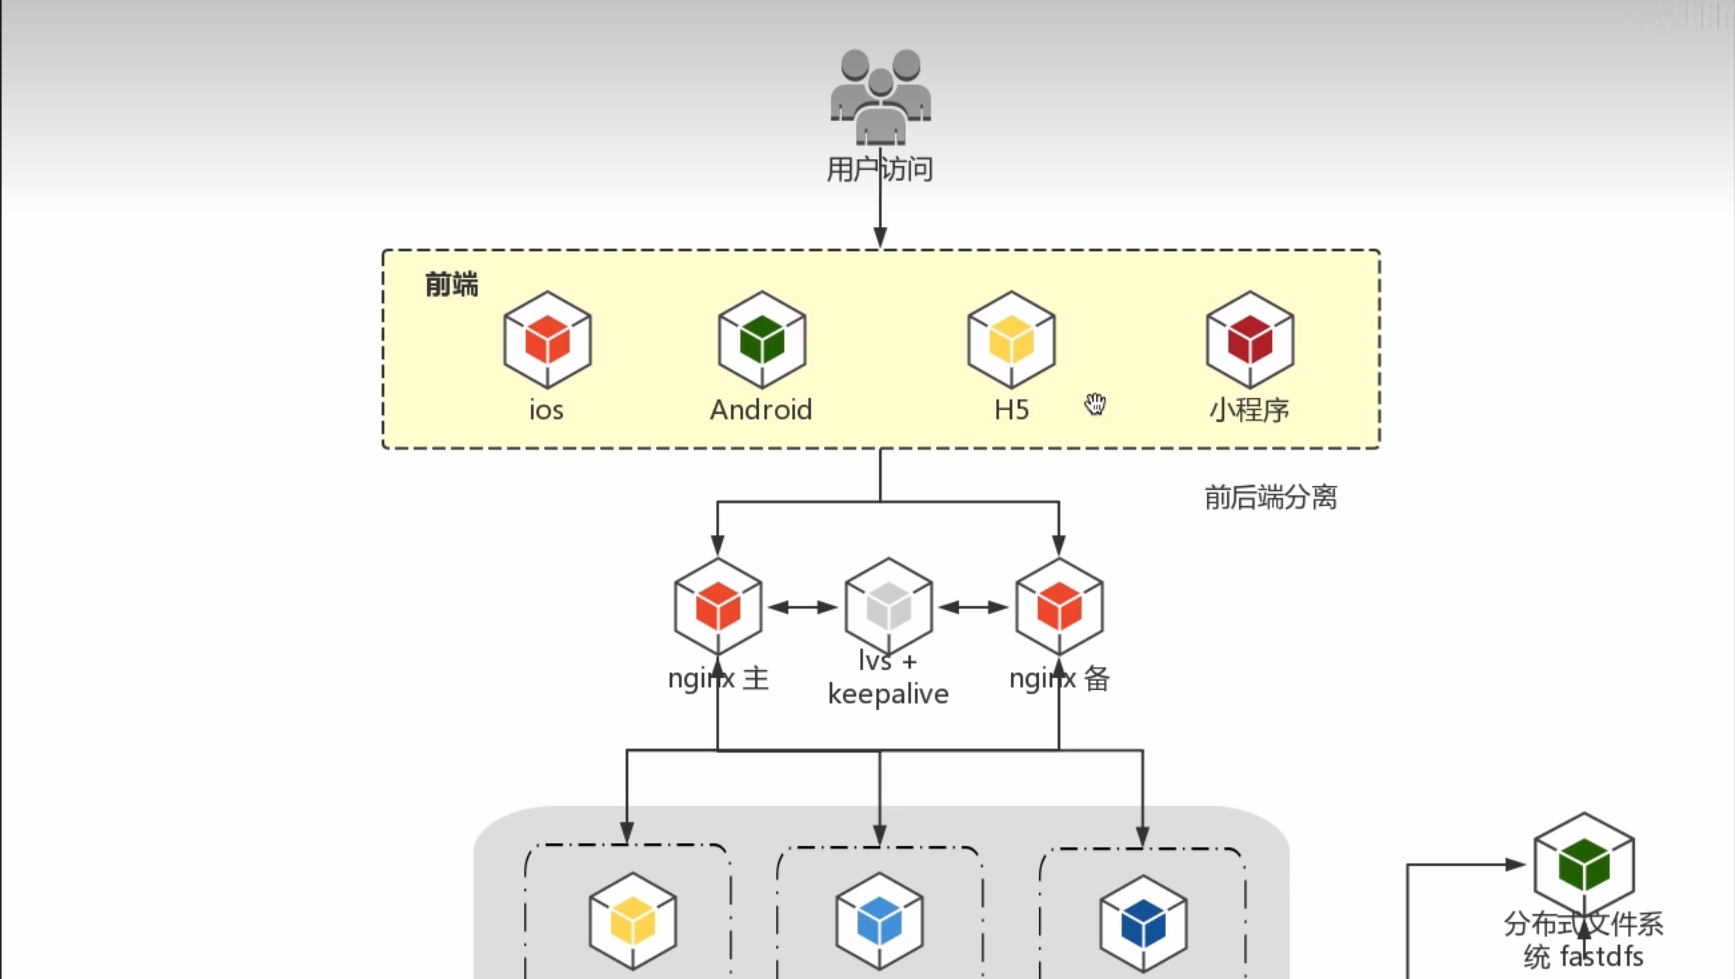 用户访问
前端
ios
Android
H5
小程序
前后端分离
nginx 主
lvs +
keepalive
nginx 备
分布式文件系
统 fastdfs